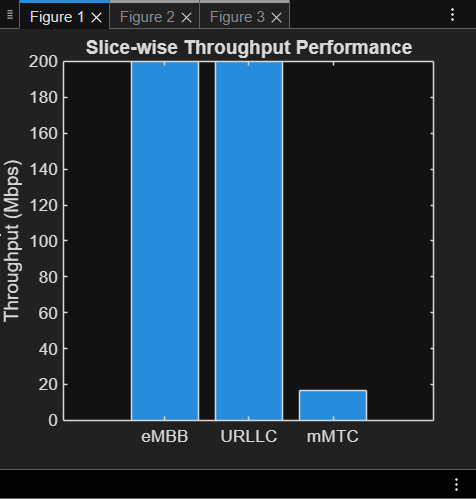 Figure 1 × Figure 2 × Figure 3 ×
Slice-wise Throughput Performance
Throughput (Mbps)
200
180
160
140
120
100
80
60
40
20
0
eMBB URLLC mMTC